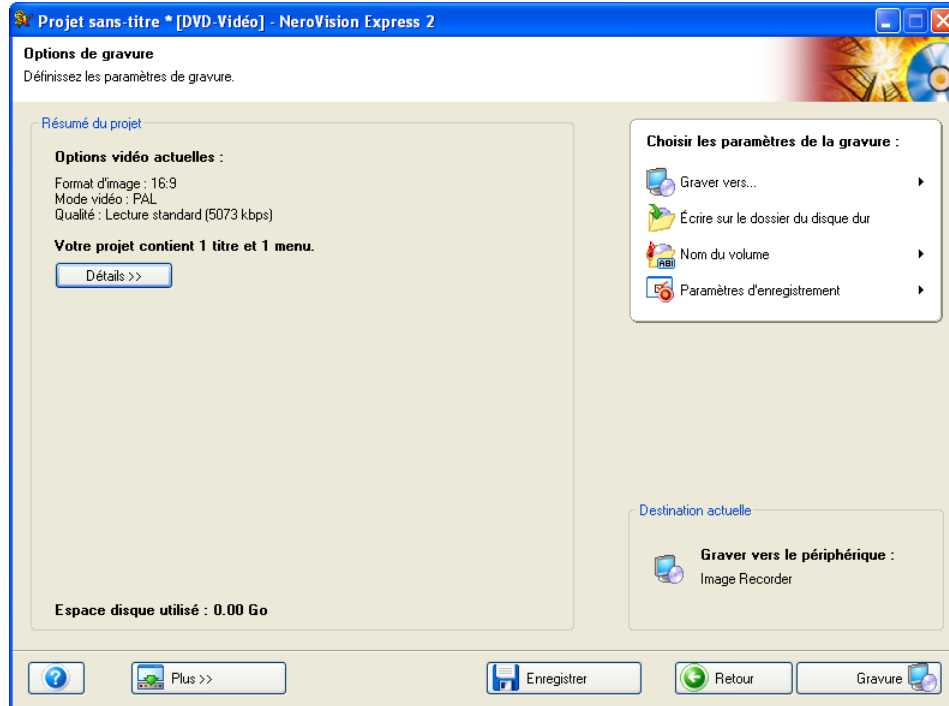 Projet sans-titre * [DVD-Vidéo] - NeroVision Express 2
Options de gravure
Définissez les paramètres de gravure.
Résumé du projet
Options vidéo actuelles :
Format d'image : 16:9
Mode vidéo : PAL
Qualité : Lecture standard (5073 kbps)
Votre projet contient 1 titre et 1 menu.
Détails >>
Espace disque utilisé : 0.00 Go
Choisir les paramètres de la gravure :
Graver vers...
Écrire sur le dossier du disque dur
ABI
Nom du volume
Paramètres d'enregistrement
Destination actuelle
Graver vers le périphérique :
Image Recorder
?
Plus >>
Enregistrer
Retour
Gravure